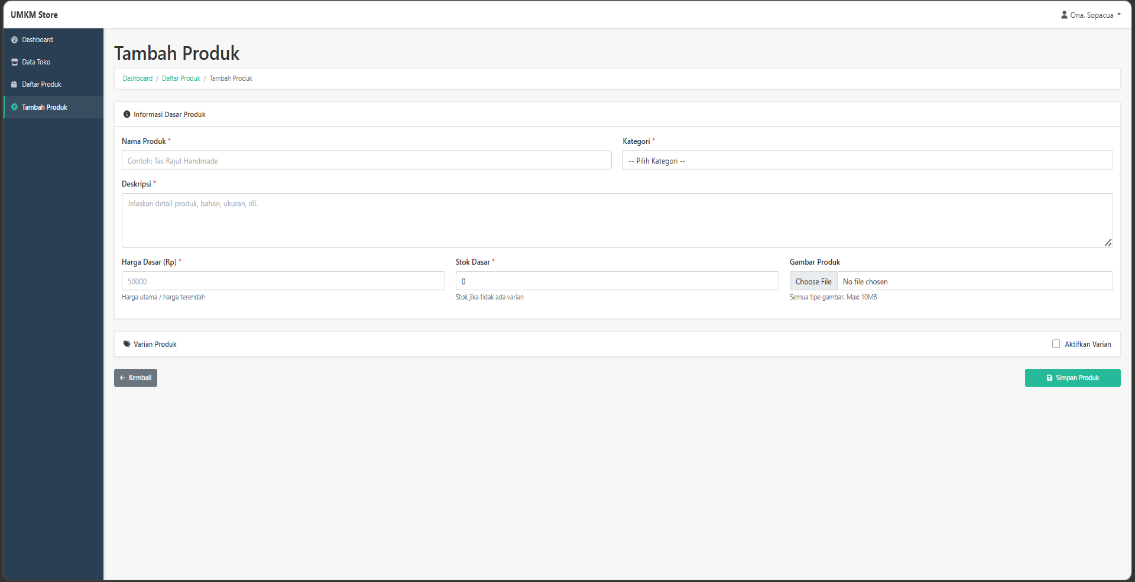 UMKM Store
Ona. Sopacua
Dashboard
Data Toko
Daftar Produk
Tambah Produk
Tambah Produk
Dashboard / Daftar Produk / Tambah Produk
Informasi Dasar Produk
Nama Produk * Kategori *
Contoh: Tas Rajut Handmade -- Pilih Kategori --
Deskripsi *
Jelaskan detail produk, bahan, ukuran, dll.
Harga Dasar (Rp) * Stok Dasar * Gambar Produk
50000 0 Choose File No file chosen
Harga utama / harga terendah Stok jika tidak ada varian Semua tipe gambar. Max: 10MB
Varian Produk Aktifkan Varian
← Kembali Simpan Produk